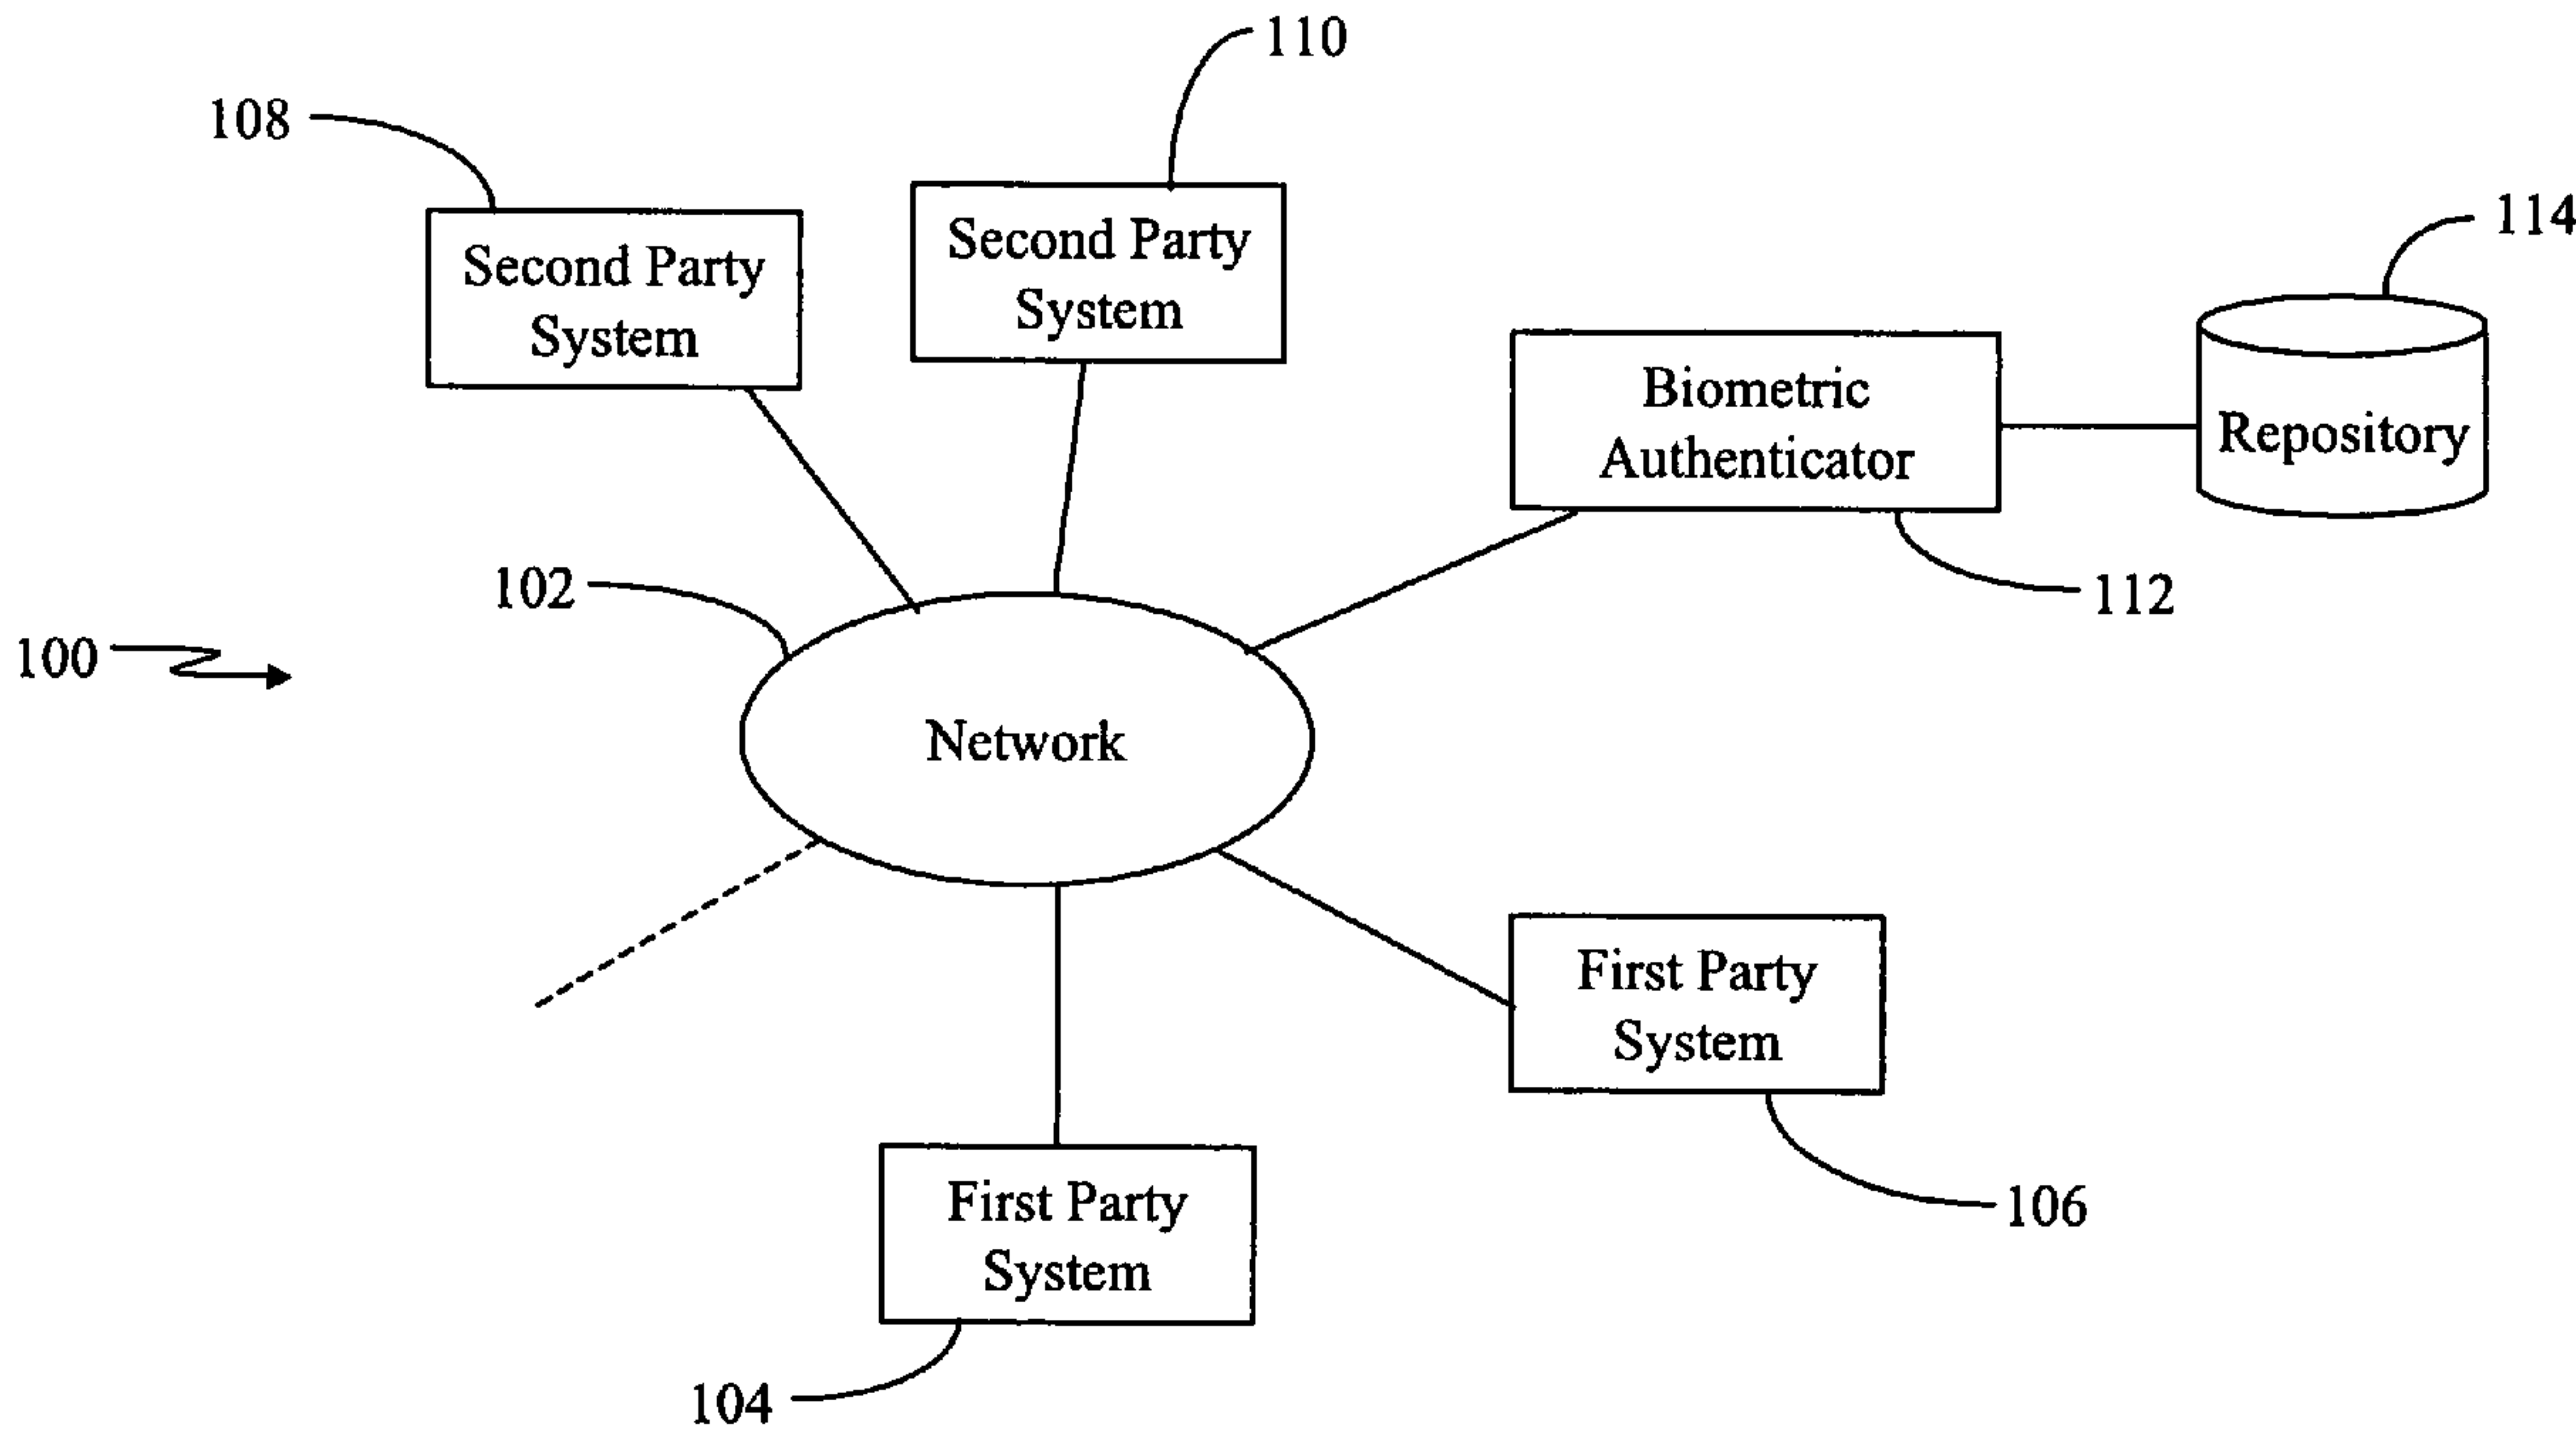 110
108
Second Party
System
Second Party
System
114
Biometric
Authenticator
Repository
102
112
100
Network
First Party
System
106
First Party
System
104